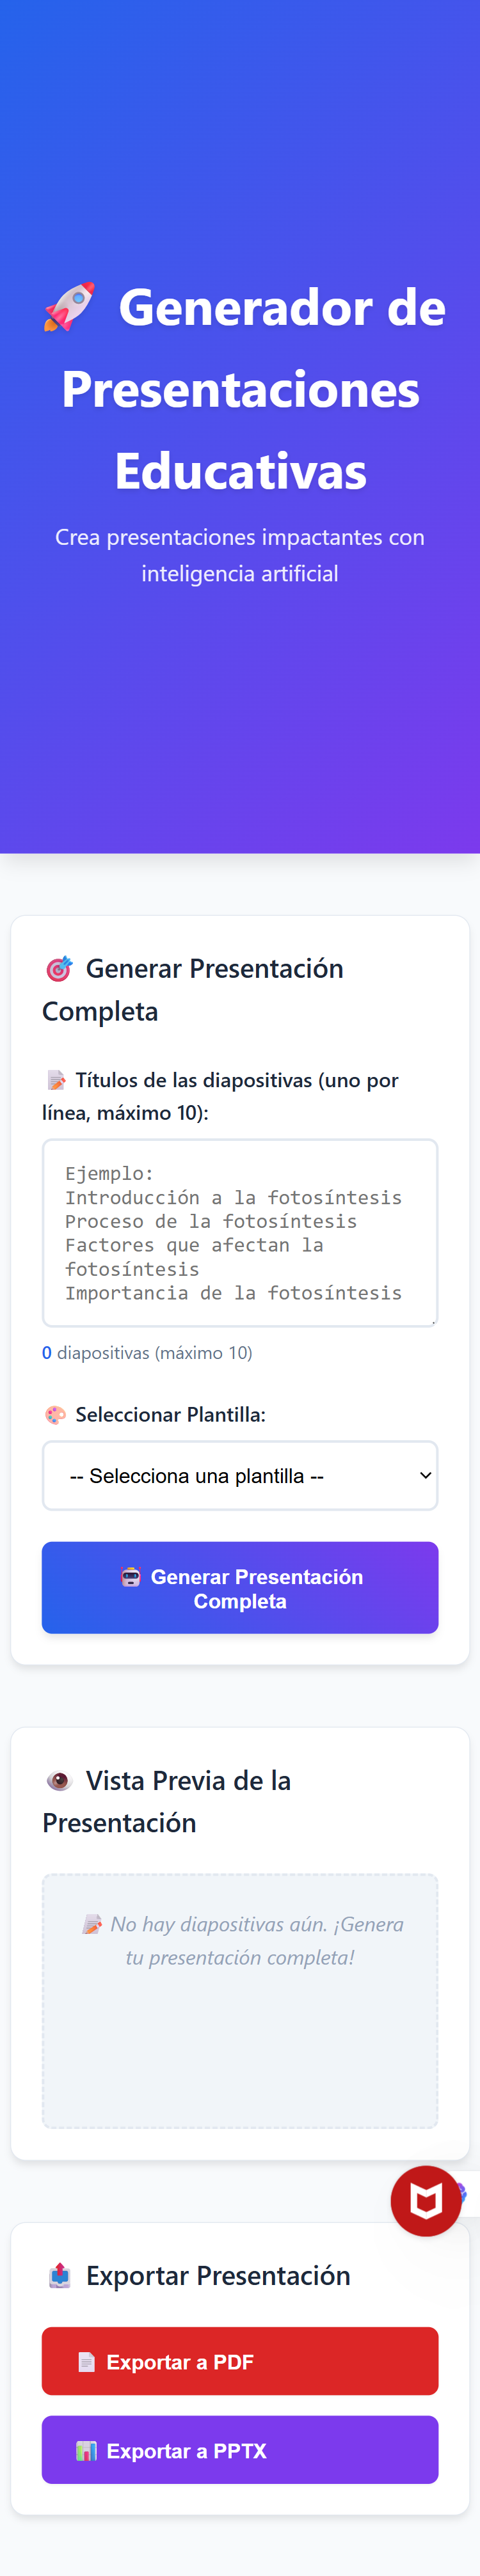 🚀 Generador de
Presentaciones
Educativas
Crea presentaciones impactantes con
inteligencia artificial
🎯 Generar Presentación
Completa
📝 Títulos de las diapositivas (uno por
línea, máximo 10):
Ejemplo:
Introducción a la fotosíntesis
Proceso de la fotosíntesis
Factores que afectan la
fotosíntesis
Importancia de la fotosíntesis
0 diapositivas (máximo 10)
🎨 Seleccionar Plantilla:
-- Selecciona una plantilla --
🤖 Generar Presentación
Completa
👁️ Vista Previa de la
Presentación
📝 No hay diapositivas aún. ¡Genera
tu presentación completa!
📤 Exportar Presentación
📄 Exportar a PDF
📊 Exportar a PPTX